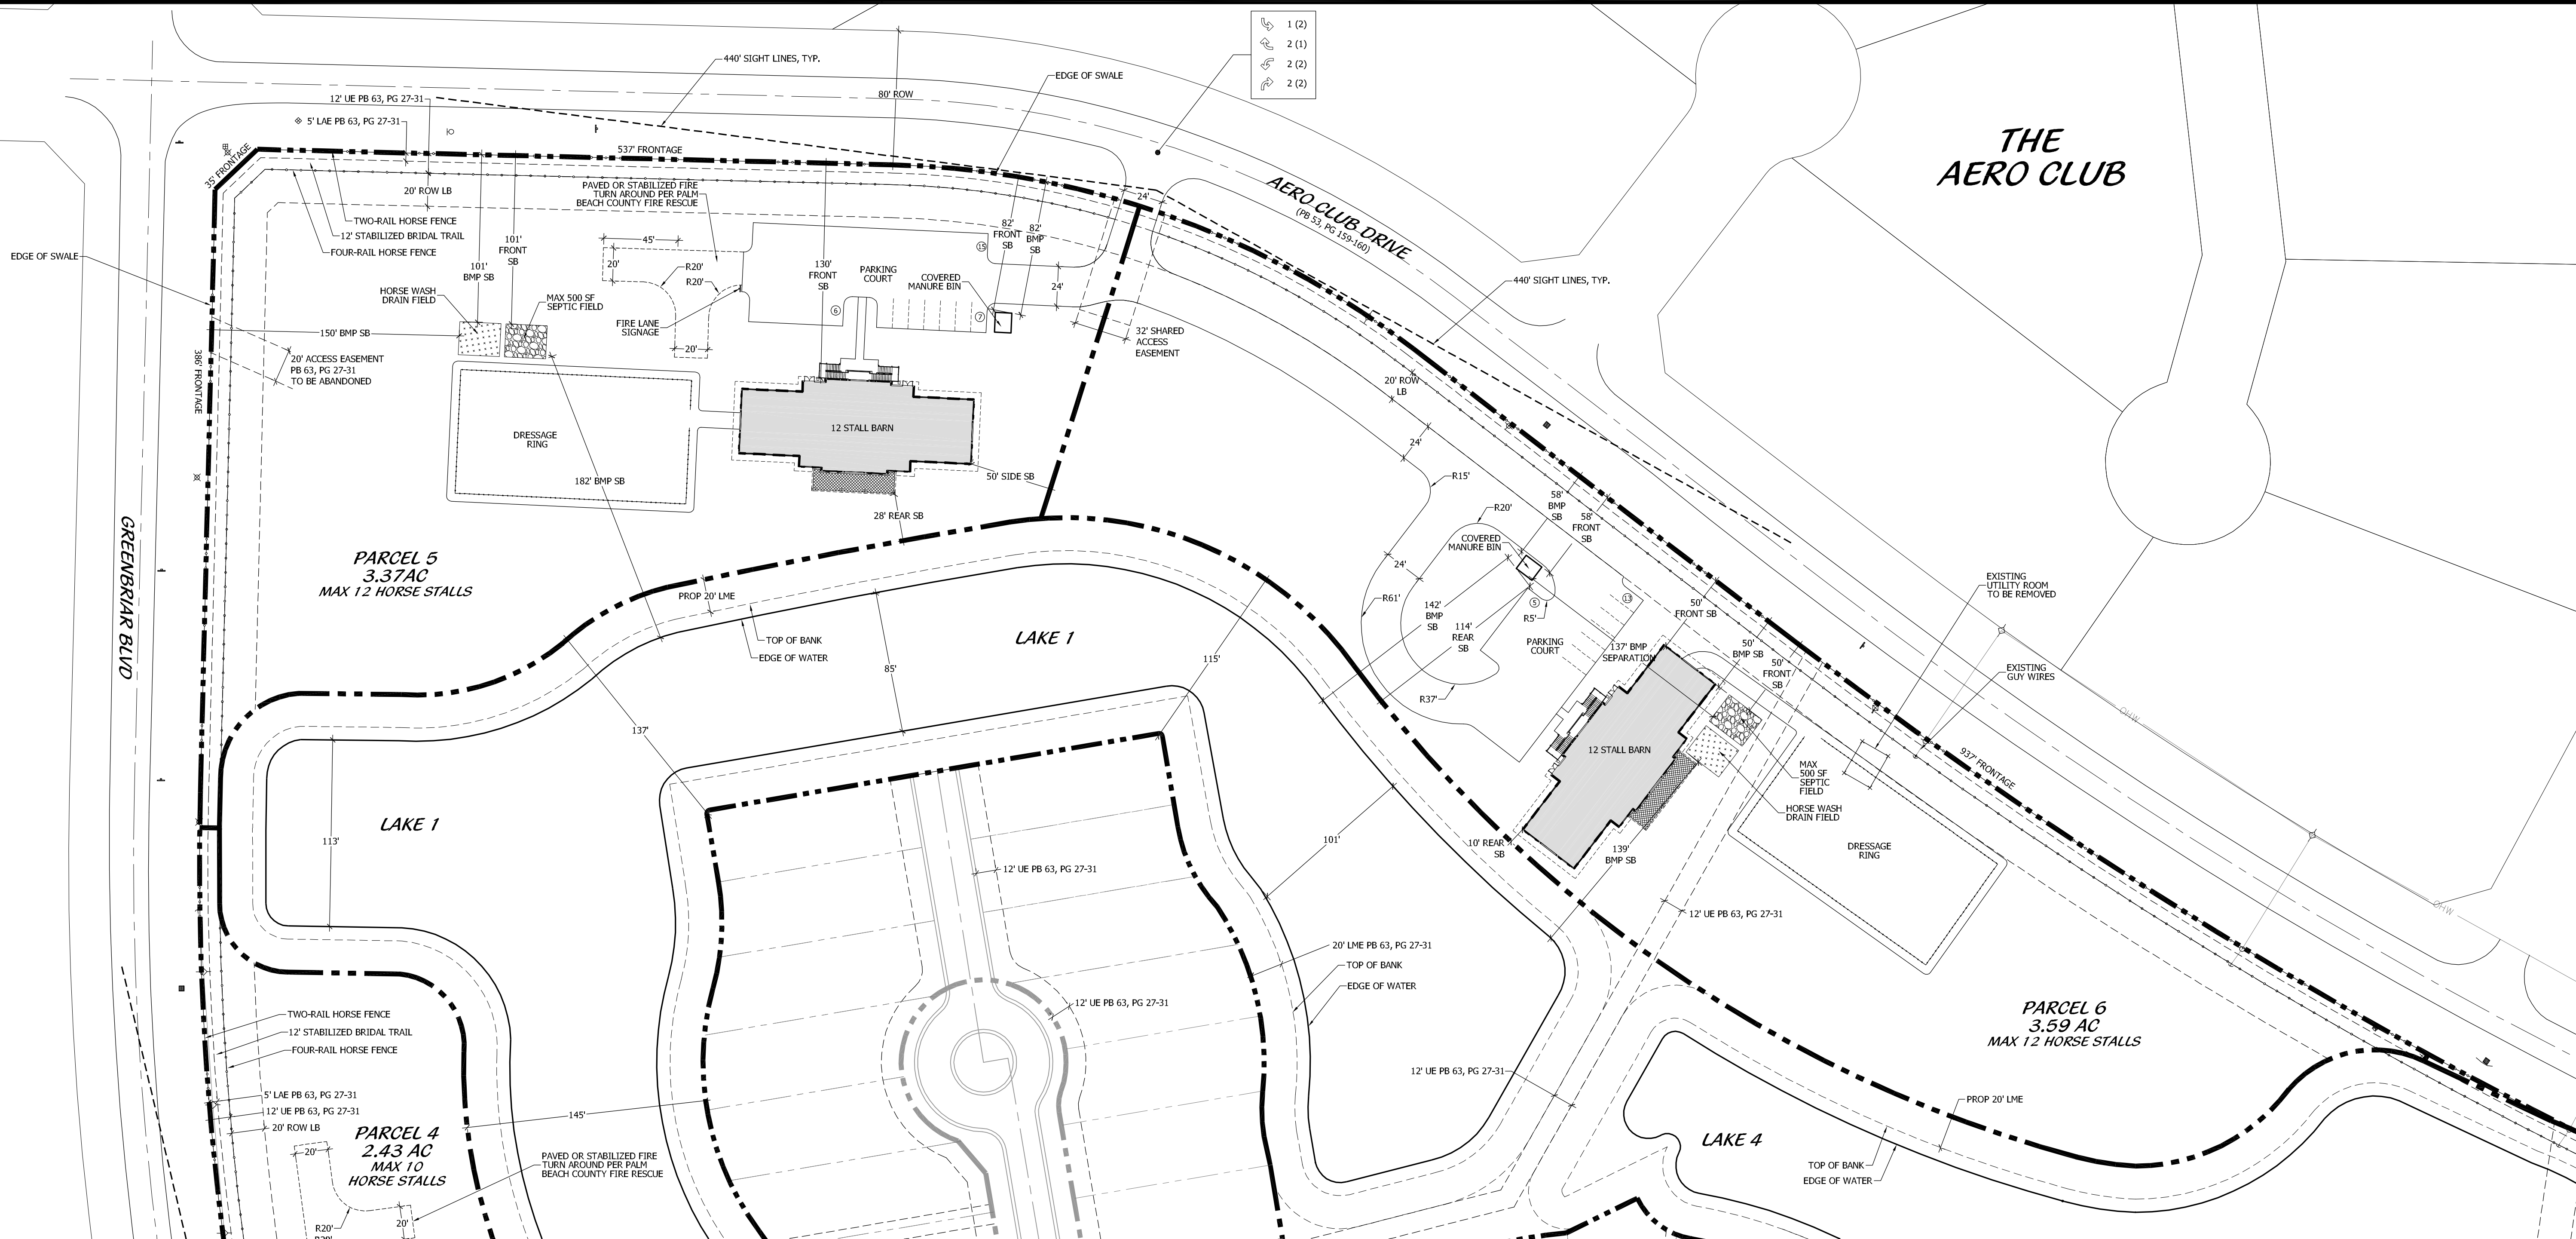 1 (2)
2 (1)
2 (2)
2 (2)
440' SIGHT LINES, TYP.
EDGE OF SWALE
80' ROW
12' UE PB 63, PG 27-31
5' LAE PB 63, PG 27-31
35' FRONTAGE
537' FRONTAGE
20' ROW LB
PAVED OR STABILIZED FIRE
TURN AROUND PER PALM
BEACH COUNTY FIRE RESCUE
TWO-RAIL HORSE FENCE
12' STABILIZED BRIDAL TRAIL
FOUR-RAIL HORSE FENCE
EDGE OF SWALE
THE
AERO CLUB
AERO CLUB DRIVE
(PB 53, PG 159-160)
24'
82'
FRONT
SB
82'
BMP
SB
15
101'
BMP SB
101'
FRONT
SB
45'
20'
R20'
R20'
130'
FRONT
SB
PARKING
COURT
COVERED
MANURE BIN
24'
440' SIGHT LINES, TYP.
HORSE WASH
DRAIN FIELD
MAX 500 SF
SEPTIC FIELD
FIRE LANE
SIGNAGE
6
7
20'
150' BMP SB
386' FRONTAGE
20' ACCESS EASEMENT
PB 63, PG 27-31
TO BE ABANDONED
32' SHARED
ACCESS
EASEMENT
20' ROW
LB
DRESSAGE
RING
12 STALL BARN
182' BMP SB
50' SIDE SB
28' REAR SB
24'
R15'
R20'
58'
BMP
SB
58'
FRONT
SB
COVERED
MANURE BIN
24'
R61'
142'
BMP
SB
114'
REAR
SB
5
R5'
13
PARKING
COURT
137' BMP
SEPARATION
R37'
50'
FRONT SB
50'
BMP SB
50'
FRONT
SB
GREENBRIAR BLVD
PARCEL 5
3.37AC
MAX 12 HORSE STALLS
PROP 20' LME
TOP OF BANK
EDGE OF WATER
LAKE 1
85'
115'
137'
EXISTING
UTILITY ROOM
TO BE REMOVED
EXISTING
GUY WIRES
OHW
937' FRONTAGE
OHW
12 STALL BARN
MAX
500 SF
SEPTIC
FIELD
HORSE WASH
DRAIN FIELD
DRESSAGE
RING
10' REAR
SB
139'
BMP SB
LAKE 1
113'
101'
12' UE PB 63, PG 27-31
12' UE PB 63, PG 27-31
20' LME PB 63, PG 27-31
TOP OF BANK
EDGE OF WATER
12' UE PB 63, PG 27-31
TWO-RAIL HORSE FENCE
12' STABILIZED BRIDAL TRAIL
FOUR-RAIL HORSE FENCE
PARCEL 6
3.59 AC
MAX 12 HORSE STALLS
12' UE PB 63, PG 27-31
5' LAE PB 63, PG 27-31
12' UE PB 63, PG 27-31
20' ROW LB
PROP 20' LME
145'
PARCEL 4
2.43 AC
MAX 10
HORSE STALLS
20'
PAVED OR STABILIZED FIRE
TURN AROUND PER PALM
BEACH COUNTY FIRE RESCUE
LAKE 4
TOP OF BANK
EDGE OF WATER
R20'
20'